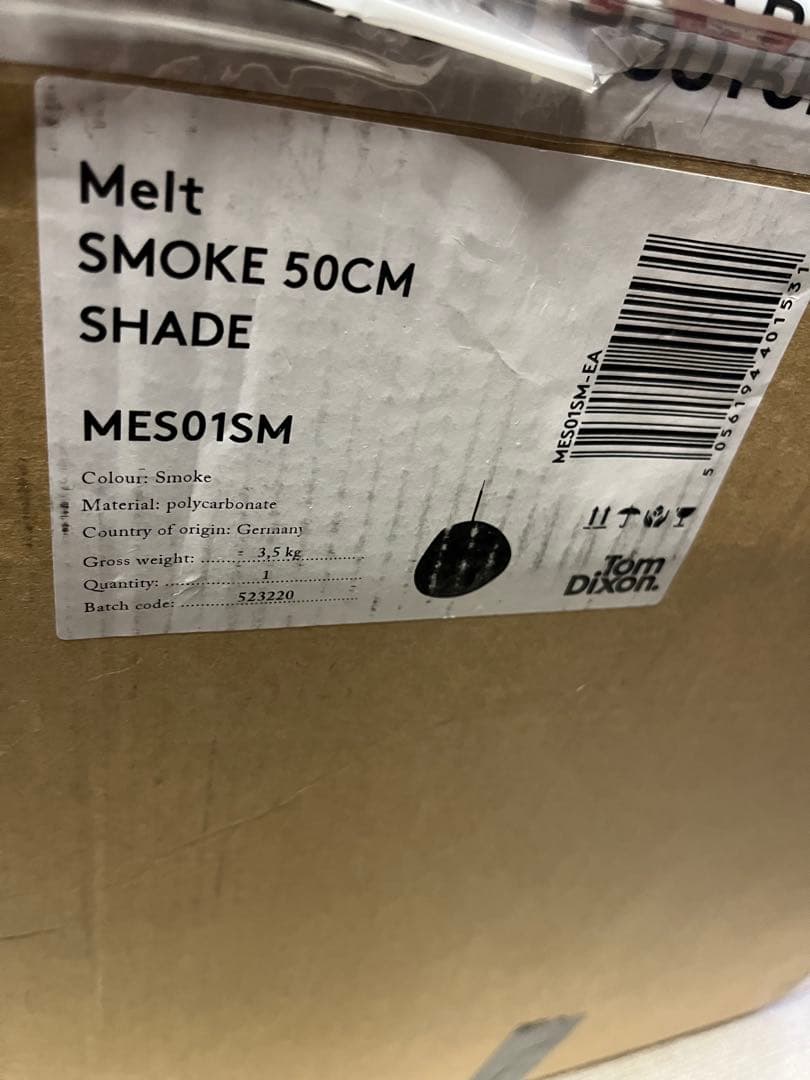 Melt
SMOKE 50CM
SHADE
MES01SM
Colour: Smoke
Material: polycarbonate
Country of origin: Germany
Gross weight: 3,5 kg
Quantity: 1
Batch code: 523220
MES01SM-EA
5 056194 401531
Tom
Dixon.